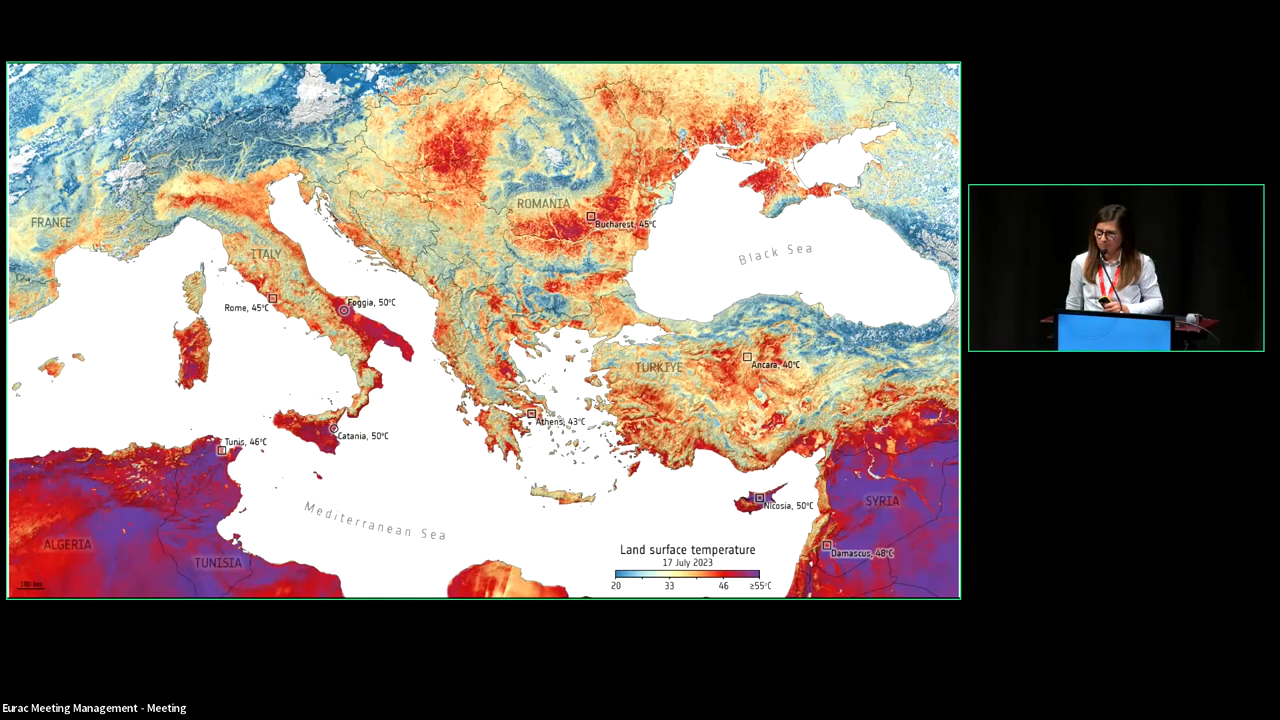 FRANCE
ROMANIA
Bucharest, 45°C
Black Sea
ITALY
Rome, 45°C
Foggia, 50°C
TÜRKIYE
Ancara, 40°C
Athens, 43°C
Catania, 50°C
Tunis, 46°C
Mediterranean Sea
Nicosia, 50°C
SYRIA
ALGERIA
TUNISIA
Damascus, 48°C
Land surface temperature
17 July 2023
20 33 46 ≥55°C
100 km
Eurac Meeting Management - Meeting